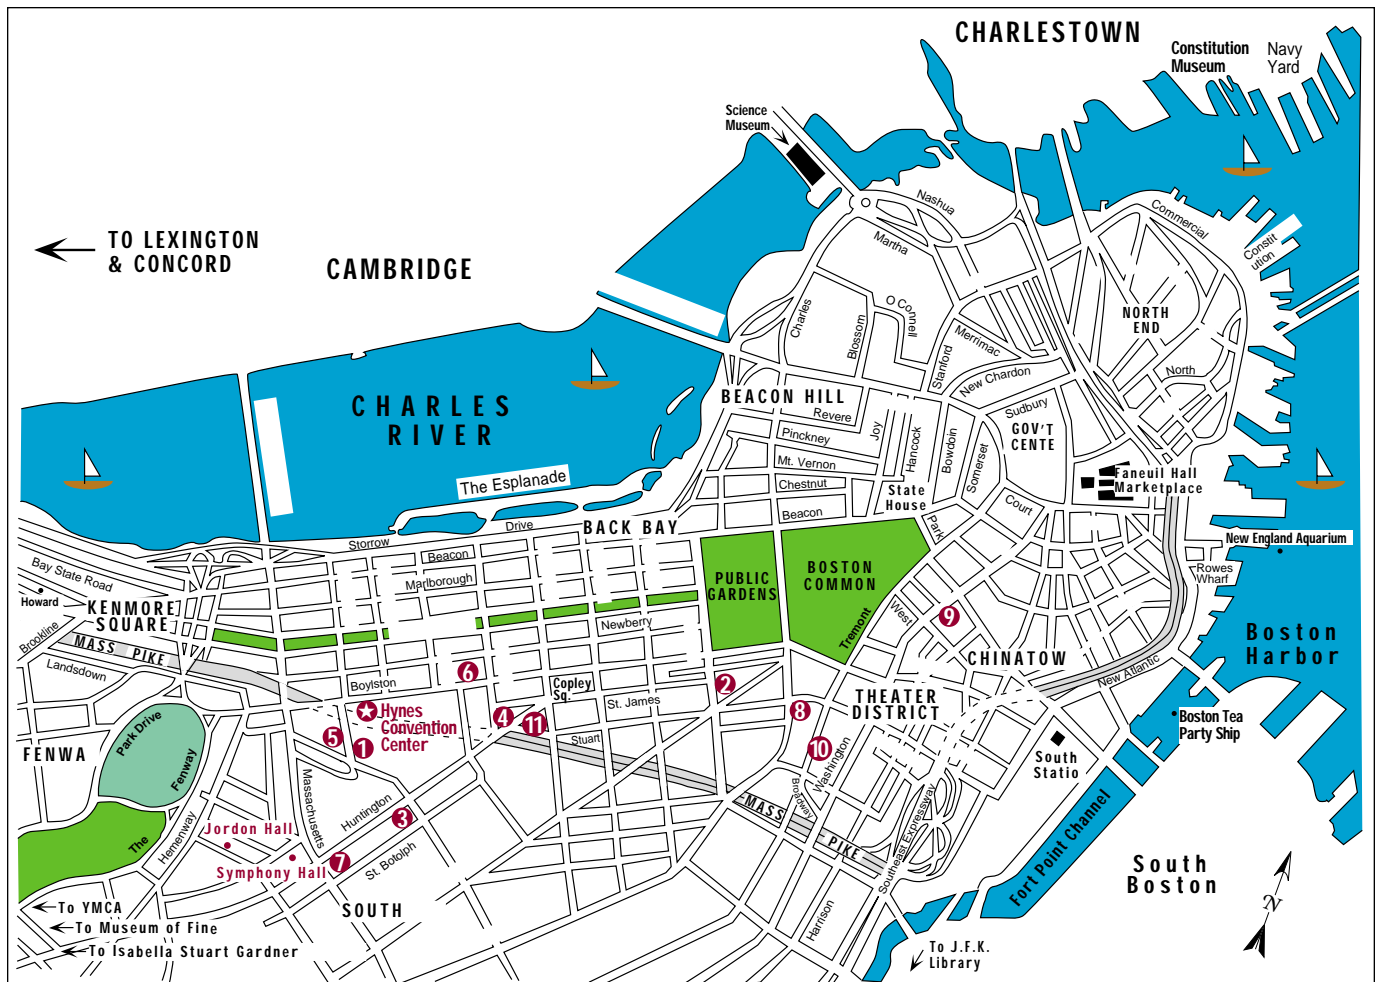 CHARLESTOWN
Constitution
Museum
Navy
Yard
Science
Museum
Nashua
Commercial
Constit
ution
Martha
TO LEXINGTON
& CONCORD
CAMBRIDGE
Charles
Blossom
O Connell
Merrimac
Stanford
New Chardon
NORTH
END
North
CHARLES
RIVER
BEACON HILL
Revere
Pinckney
Joy
Hancock
Bowdoin
Somerset
Sudbury
GOV'T
CENTE
Mt. Vernon
Chestnut
Beacon
State
House
Court
Park
Faneuil Hall
Marketplace
The Esplanade
Drive
Storrow
BACK BAY
Beacon
Marlborough
New England Aquarium
Rowes
Wharf
Bay State Road
Howard
KENMORE
SQUARE
Brookline
MASS PIKE
Landsdown
PUBLIC
GARDENS
BOSTON
COMMON
Tremont
West
9
Newberry
Boylston
6
Copley
Sq.
St. James
Stuart
2
8
10
4
11
Hynes
Convention
Center
5
1
CHINATOW
New Atlantic
THEATER
DISTRICT
Boston
Harbor
Boston Tea
Party Ship
South
Statio
Park Drive
Fenway
FENWA
The
Hemenway
Massachusetts
Huntington
3
St. Botolph
7
Jordon Hall
Symphony Hall
SOUTH
Washington
Broadway
MASS PIKE
Southeast Expressway
Harrison
Fort Point Channel
South
Boston
To YMCA
To Museum of Fine
To Isabella Stuart Gardner
To J.F.K.
Library
N